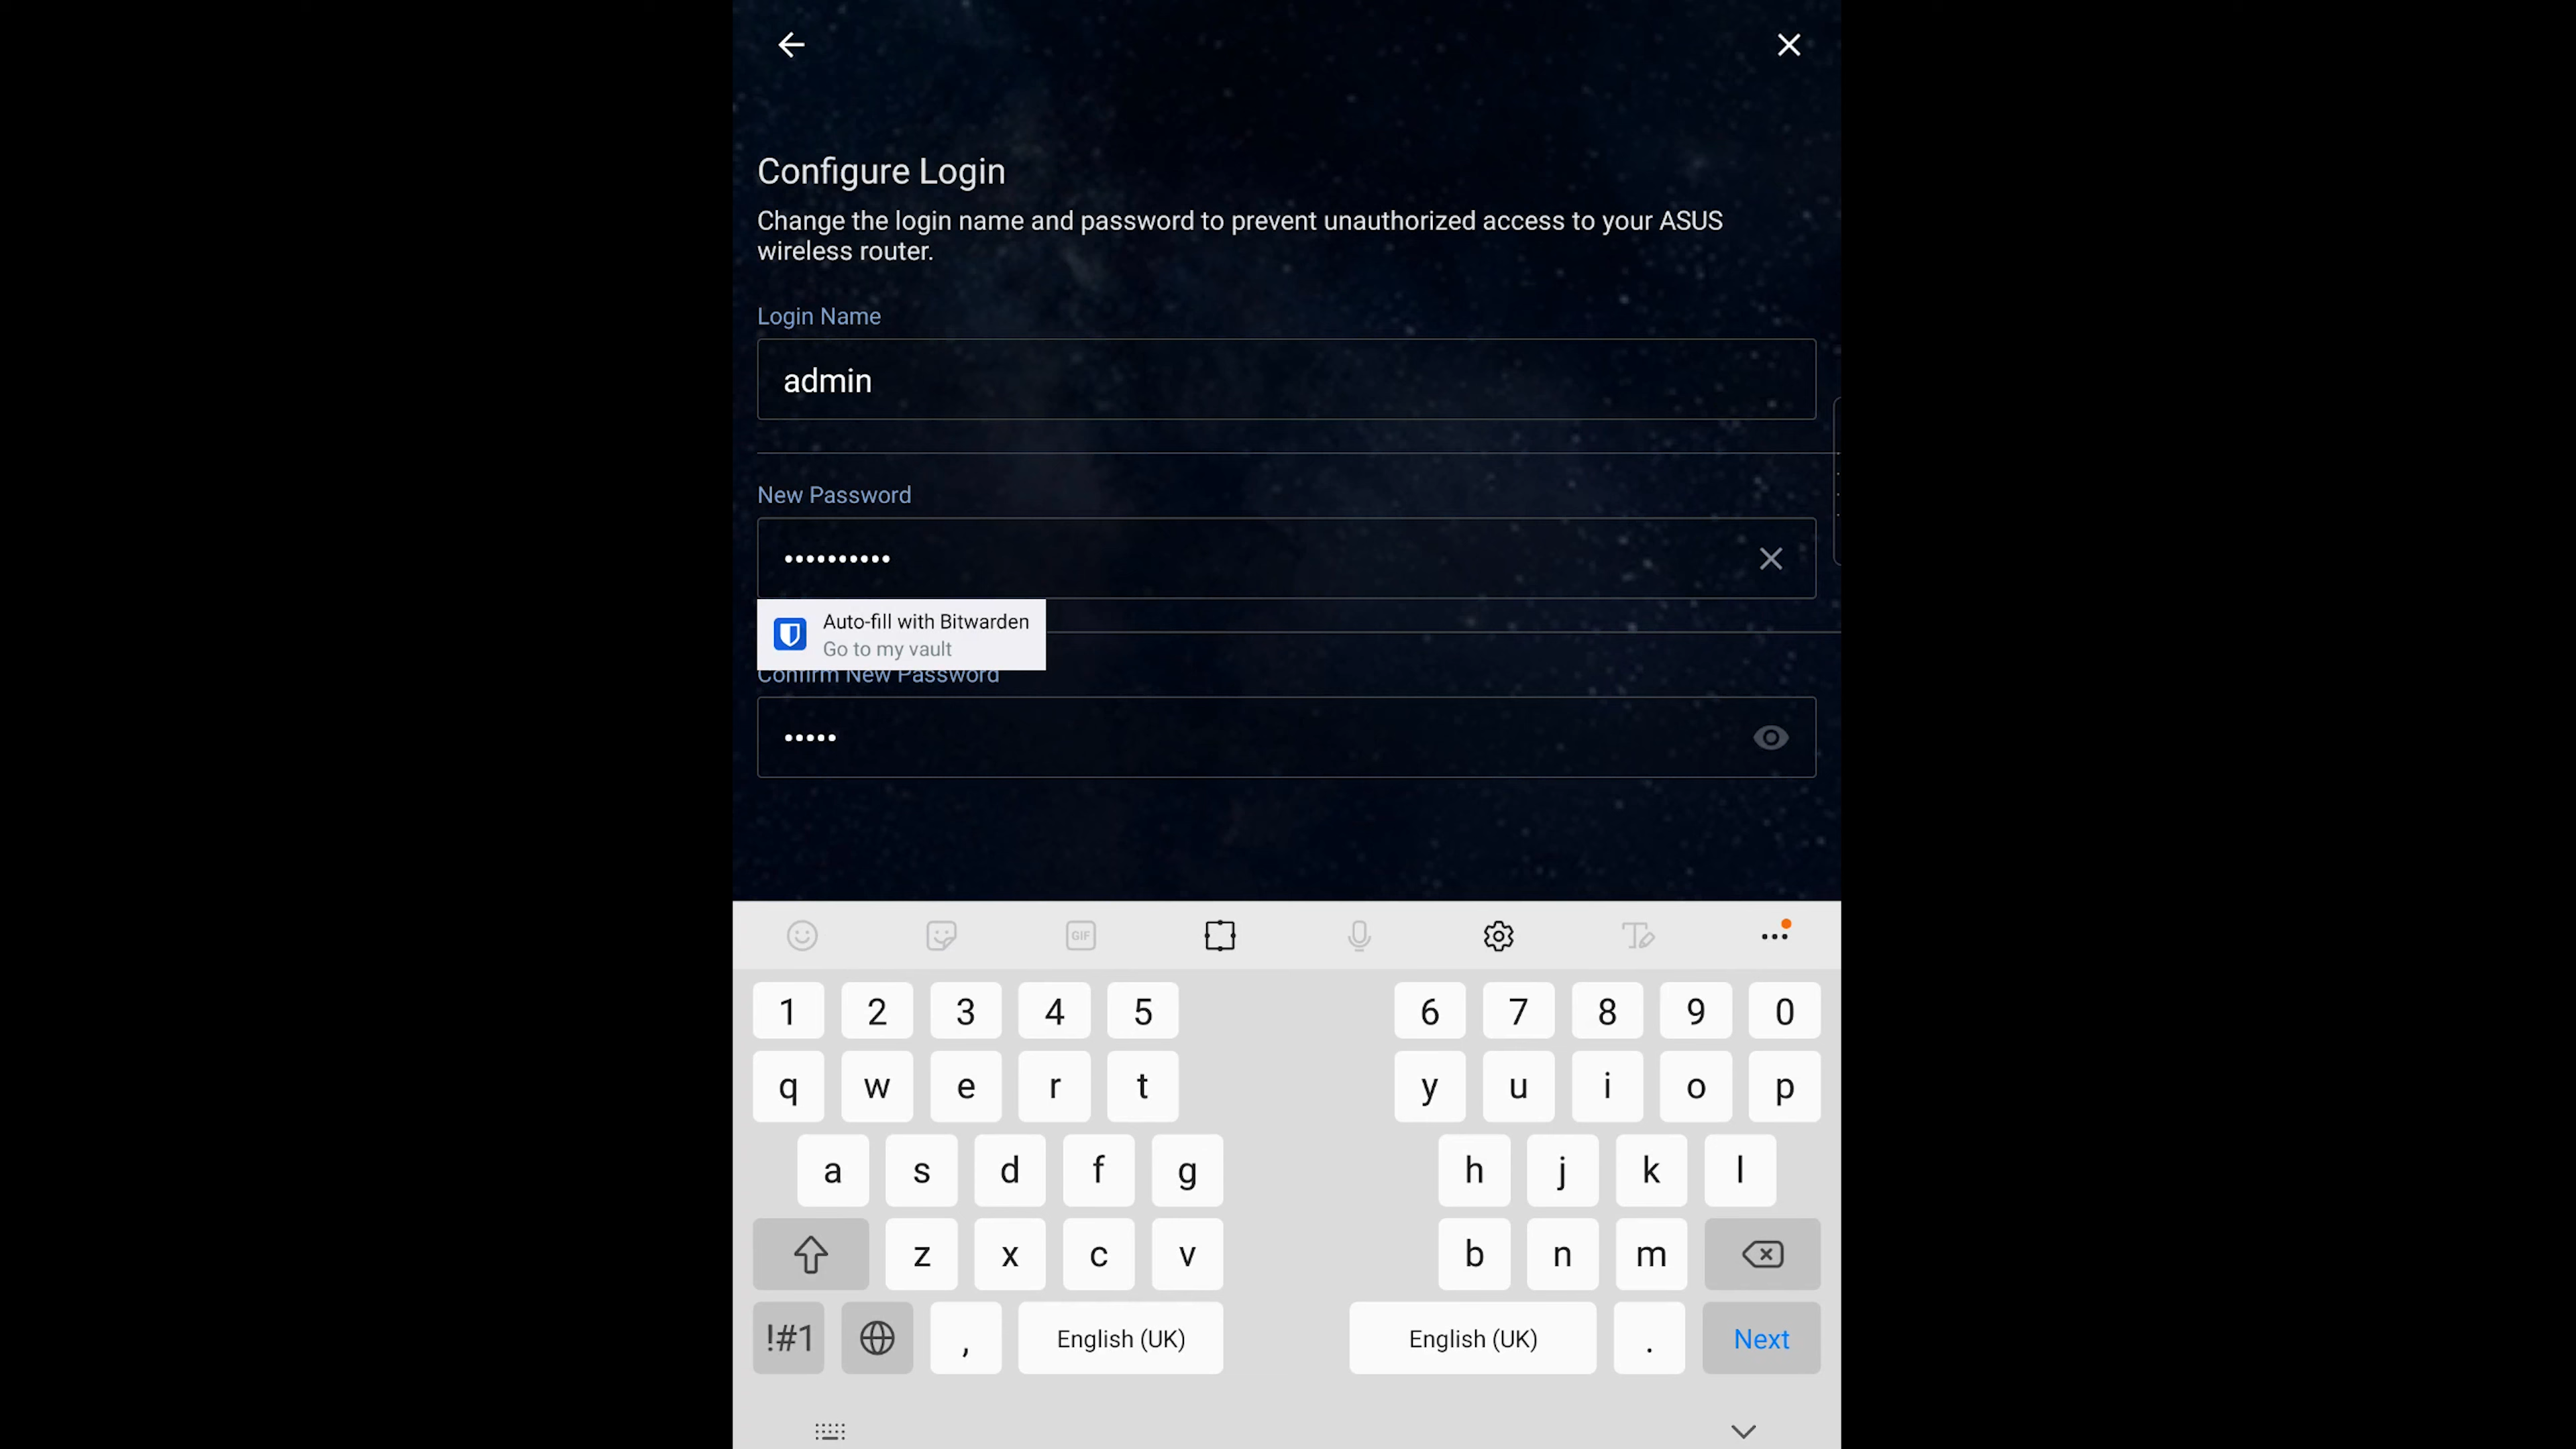 Configure Login
Change the login name and password to prevent unauthorized access to your ASUS
wireless router.
Login Name
admin
New Password
••••••••••
Auto-fill with Bitwarden
Go to my vault
Confirm New Password
•••••
GIF
1 2 3 4 5 6 7 8 9 0
q w e r t y u i o p
a s d f g h j k l
z x c v b n m
!#1 , English (UK) English (UK) . Next